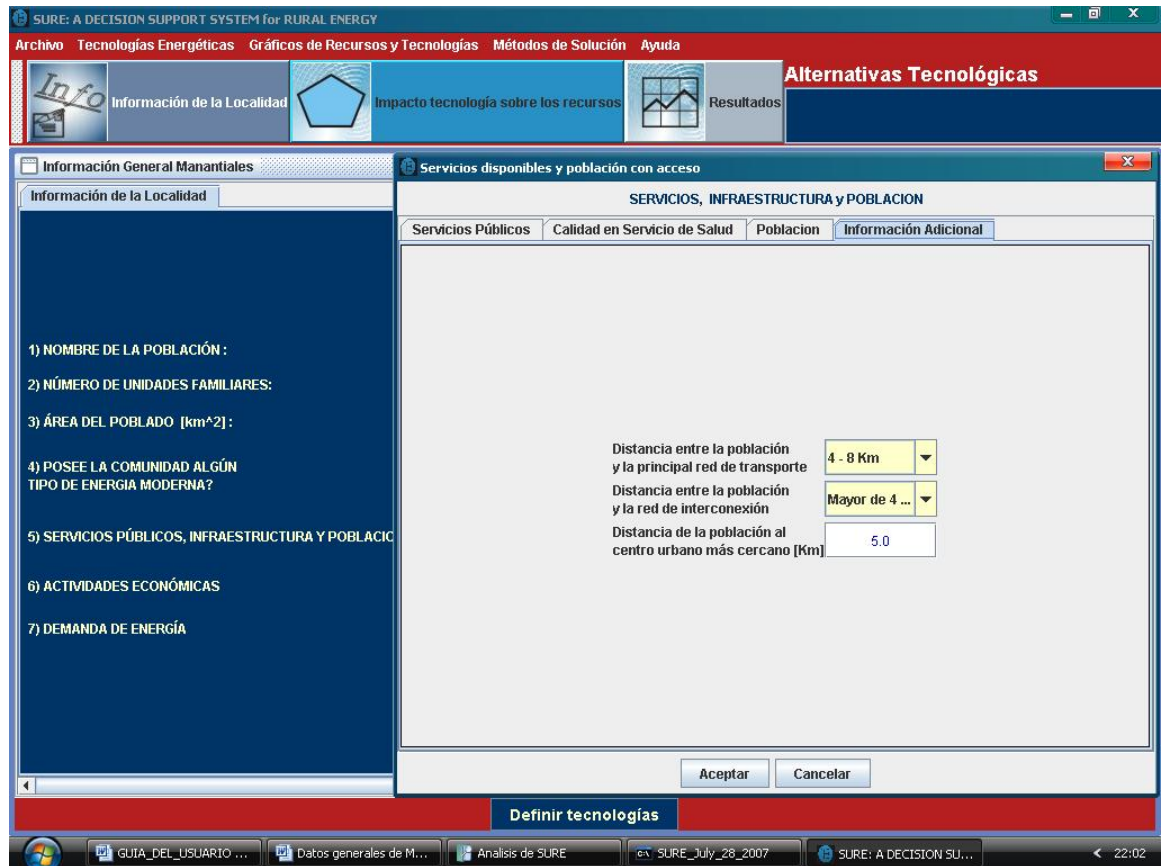 SURE: A DECISION SUPPORT SYSTEM for RURAL ENERGY
Archivo Tecnologías Energéticas Gráficos de Recursos y Tecnologías Métodos de Solución Ayuda
Info
Información de la Localidad
Impacto tecnología sobre los recursos
Resultados
Alternativas Tecnológicas
Información General Manantiales
Información de la Localidad
1) NOMBRE DE LA POBLACIÓN :
2) NÚMERO DE UNIDADES FAMILIARES:
3) ÁREA DEL POBLADO [km^2] :
4) POSEE LA COMUNIDAD ALGÚN
TIPO DE ENERGIA MODERNA?
5) SERVICIOS PÚBLICOS, INFRAESTRUCTURA Y POBLACIC
6) ACTIVIDADES ECONÓMICAS
7) DEMANDA DE ENERGÍA
Servicios disponibles y población con acceso
SERVICIOS, INFRAESTRUCTURA y POBLACION
Servicios Públicos Calidad en Servicio de Salud Poblacion Información Adicional
Distancia entre la población
y la principal red de transporte
4 - 8 Km
Distancia entre la población
y la red de interconexión
Mayor de 4 ...
Distancia de la población al
centro urbano más cercano [Km]
5.0
Aceptar Cancelar
Definir tecnologías
GUIA_DEL_USUARIO ... Datos generales de M... Analisis de SURE SURE_July_28_2007 SURE: A DECISION SU... 22:02